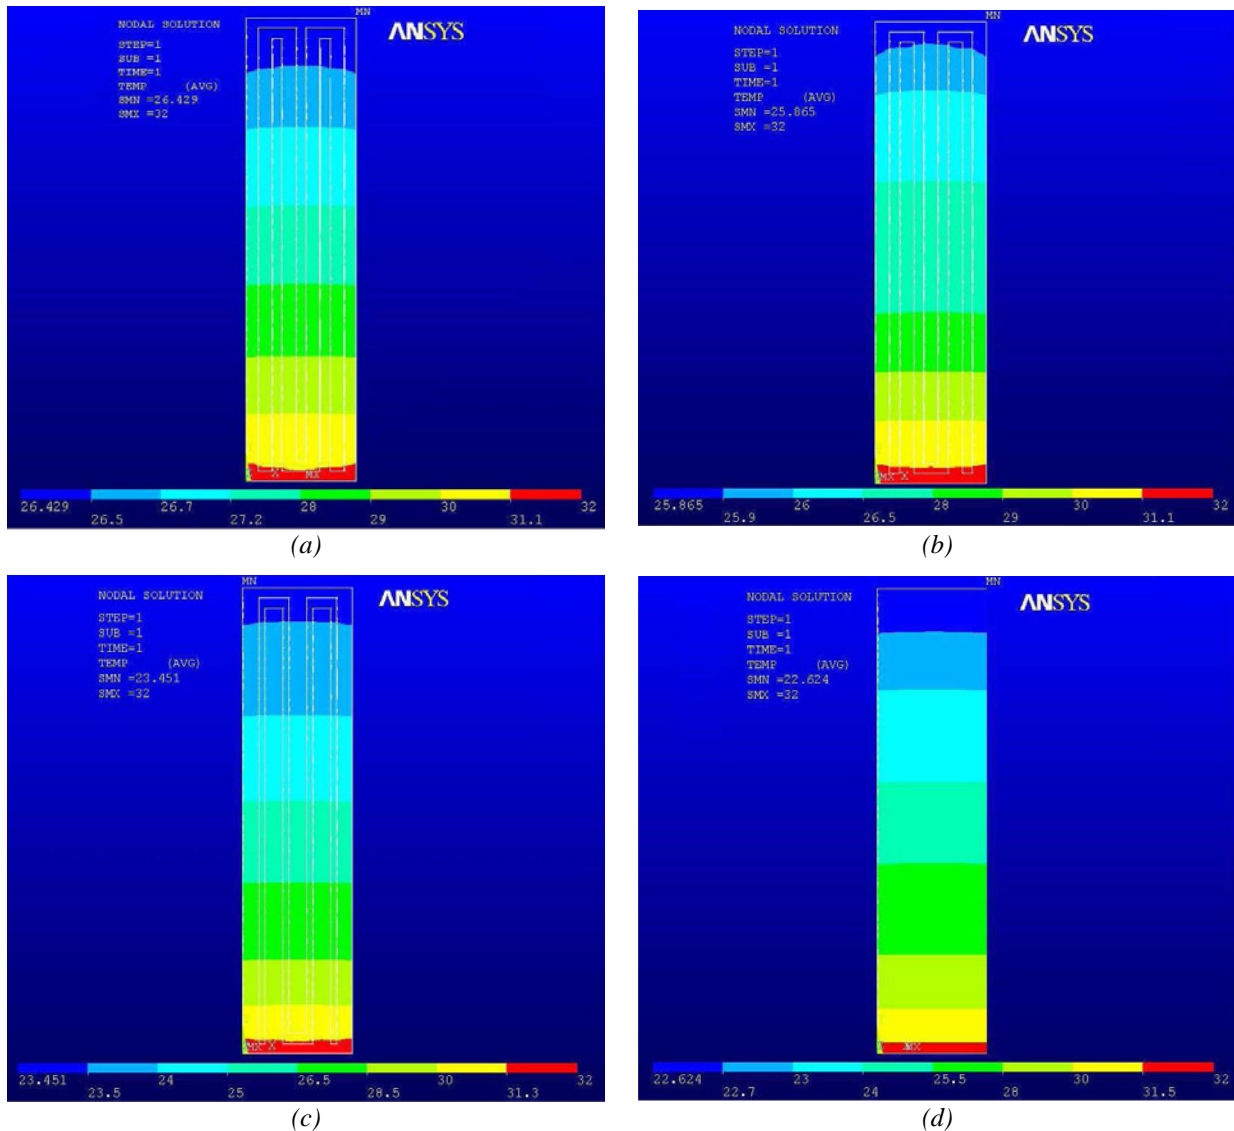 MN
NODAL SOLUTION
ANSYS
STEP=1
SUB =1
TIME=1
TEMP (AVG)
SMN =26.429
SMX =32
X MX
26.429 26.7 28 30 32
26.5 27.2 29 31.1
(a)
MN
NODAL SOLUTION
ANSYS
STEP=1
SUB =1
TIME=1
TEMP (AVG)
SMN =25.865
SMX =32
MX X
25.865 26 28 30 32
25.9 26.5 29 31.1
(b)
MN
NODAL SOLUTION
ANSYS
STEP=1
SUB =1
TIME=1
TEMP (AVG)
SMN =23.451
SMX =32
MX X
23.451 24 26.5 30 32
23.5 25 28.5 31.3
(c)
MN
NODAL SOLUTION
ANSYS
STEP=1
SUB =1
TIME=1
TEMP (AVG)
SMN =22.624
SMX =32
MX
22.624 23 25.5 30 32
22.7 24 28 31.5
(d)